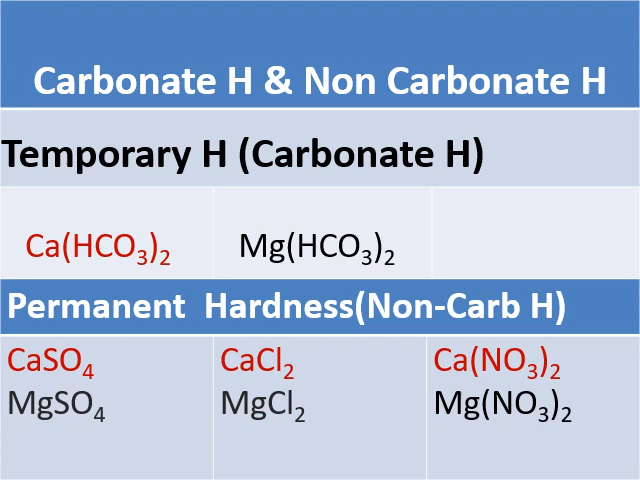 Carbonate H & Non Carbonate H
Temporary H (Carbonate H)
Ca(HCO₃)₂ Mg(HCO₃)₂
Permanent Hardness(Non-Carb H)
CaSO₄ CaCl₂ Ca(NO₃)₂
MgSO₄ MgCl₂ Mg(NO₃)₂